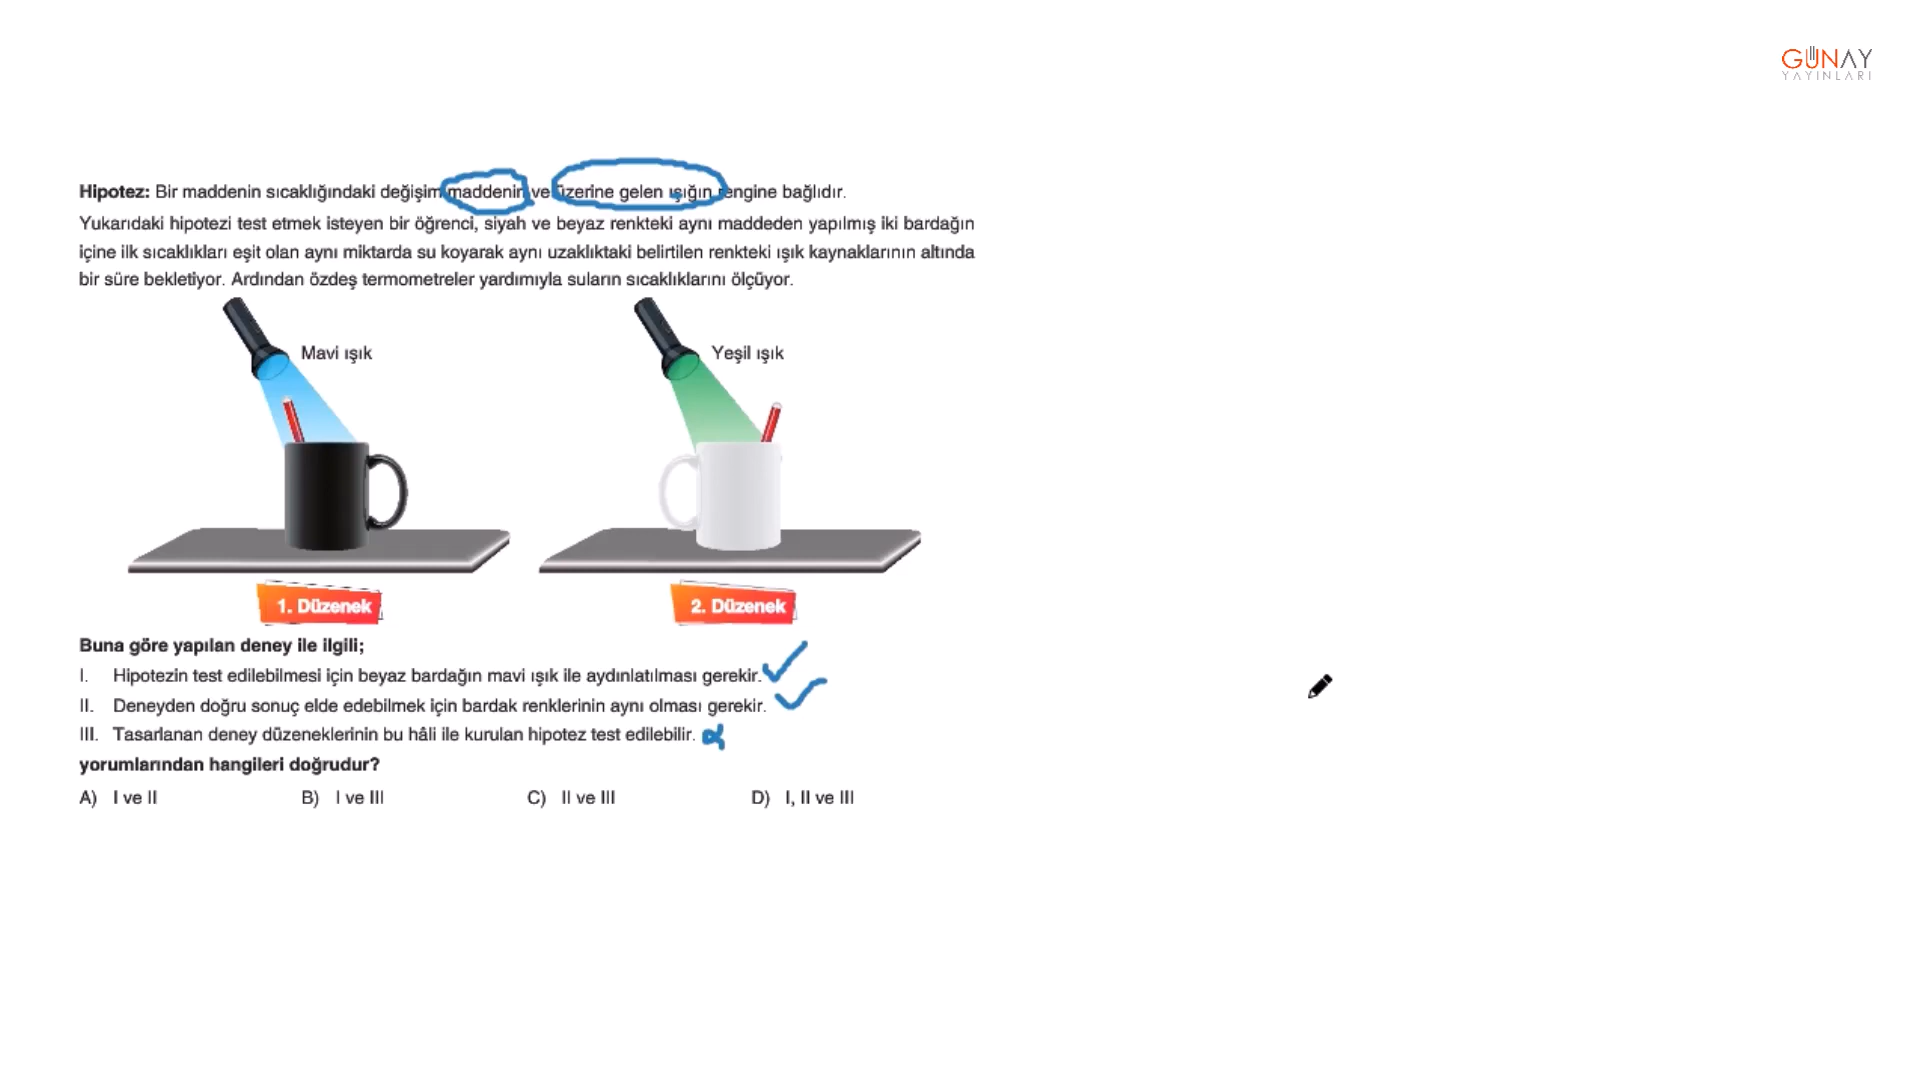 GÜNAY
YAYINLARI
Hipotez: Bir maddenin sıcaklığındaki değişim maddenin ve üzerine gelen ışığın rengine bağlıdır.
Yukarıdaki hipotezi test etmek isteyen bir öğrenci, siyah ve beyaz renkteki aynı maddeden yapılmış iki bardağın
içine ilk sıcaklıkları eşit olan aynı miktarda su koyarak aynı uzaklıktaki belirtilen renkteki ışık kaynaklarının altında
bir süre bekletiyor. Ardından özdeş termometreler yardımıyla suların sıcaklıklarını ölçüyor.
Mavi ışık
Yeşil ışık
1. Düzenek
2. Düzenek
Buna göre yapılan deney ile ilgili;
I. Hipotezin test edilebilmesi için beyaz bardağın mavi ışık ile aydınlatılması gerekir.
II. Deneyden doğru sonuç elde edebilmek için bardak renklerinin aynı olması gerekir.
III. Tasarlanan deney düzeneklerinin bu hâli ile kurulan hipotez test edilebilir.
yorumlarından hangileri doğrudur?
A) I ve II B) I ve III C) II ve III D) I, II ve III